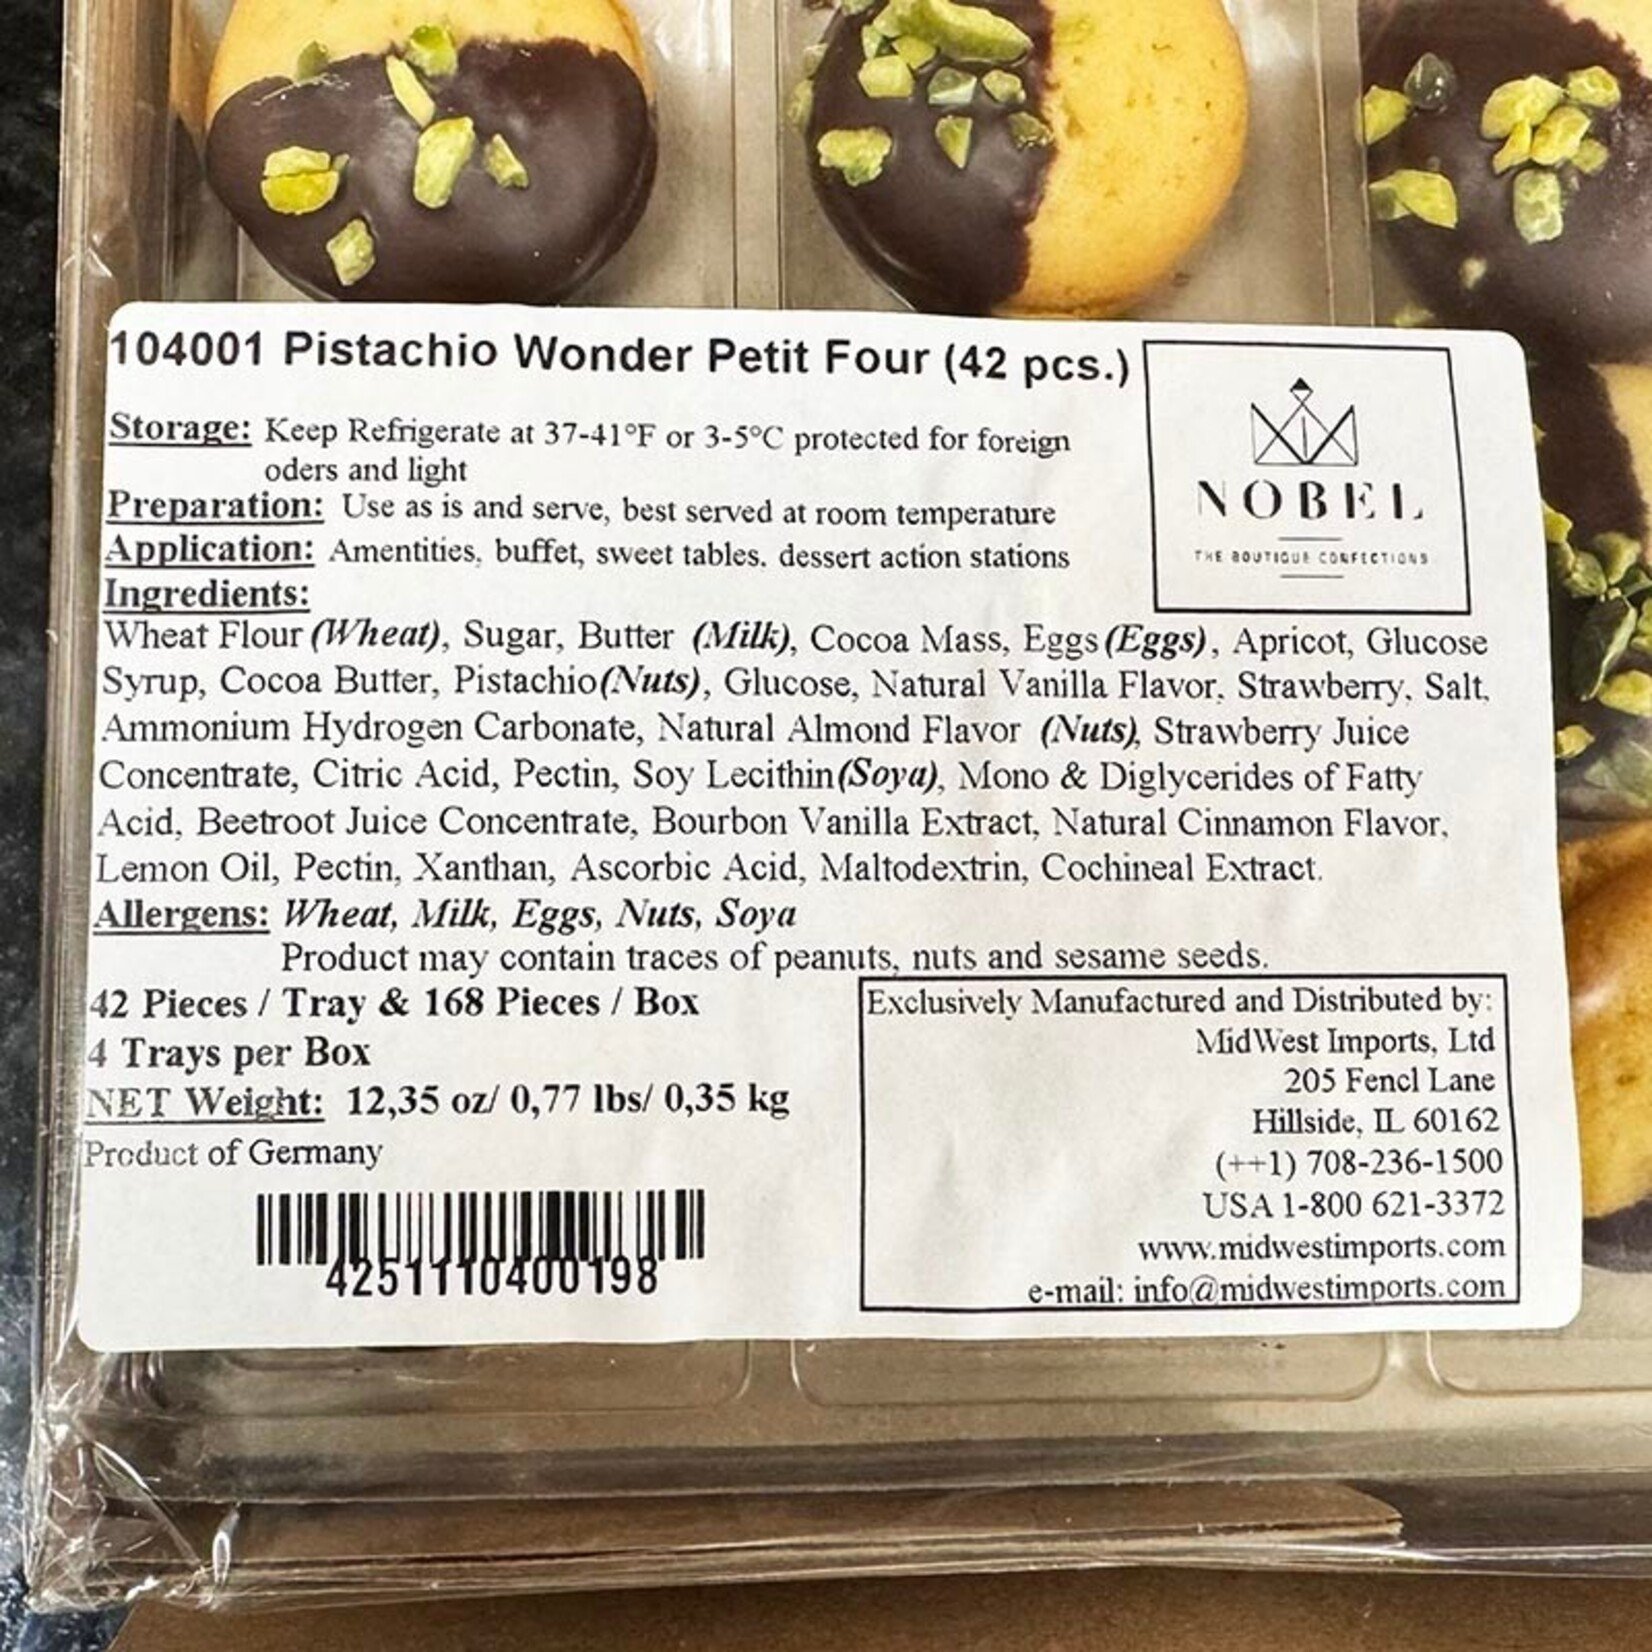 104001 Pistachio Wonder Petit Four (42 pcs.)
Storage: Keep Refrigerate at 37-41°F or 3-5°C protected for foreign
oders and light
Preparation: Use as is and serve, best served at room temperature
Application: Amentities, buffet, sweet tables. dessert action stations
NOBEL
THE BOUTIQUE CONFECTIONS
Ingredients:
Wheat Flour (Wheat), Sugar, Butter (Milk), Cocoa Mass, Eggs (Eggs), Apricot, Glucose
Syrup, Cocoa Butter, Pistachio(Nuts), Glucose, Natural Vanilla Flavor, Strawberry, Salt,
Ammonium Hydrogen Carbonate, Natural Almond Flavor (Nuts), Strawberry Juice
Concentrate, Citric Acid, Pectin, Soy Lecithin(Soya), Mono & Diglycerides of Fatty
Acid, Beetroot Juice Concentrate, Bourbon Vanilla Extract, Natural Cinnamon Flavor,
Lemon Oil, Pectin, Xanthan, Ascorbic Acid, Maltodextrin, Cochineal Extract.
Allergens: Wheat, Milk, Eggs, Nuts, Soya
Product may contain traces of peanuts, nuts and sesame seeds.
42 Pieces / Tray & 168 Pieces / Box
4 Trays per Box
NET Weight: 12,35 oz/ 0,77 lbs/ 0,35 kg
Product of Germany
4251110400198
Exclusively Manufactured and Distributed by:
MidWest Imports, Ltd
205 Fencl Lane
Hillside, IL 60162
(++1) 708-236-1500
USA 1-800 621-3372
www.midwestimports.com
e-mail: info@midwestimports.com